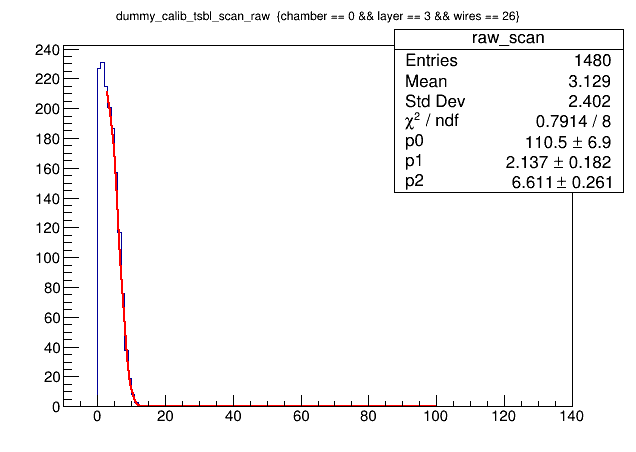 dummy_calib_tsbl_scan_raw {chamber == 0 && layer == 3 && wires == 26}
raw_scan
Entries 1480
Mean 3.129
Std Dev 2.402
χ² / ndf 0.7914 / 8
p0 110.5 ± 6.9
p1 2.137 ± 0.182
p2 6.611 ± 0.261
240
220
200
180
160
140
120
100
80
60
40
20
0
0 20 40 60 80 100 120 140